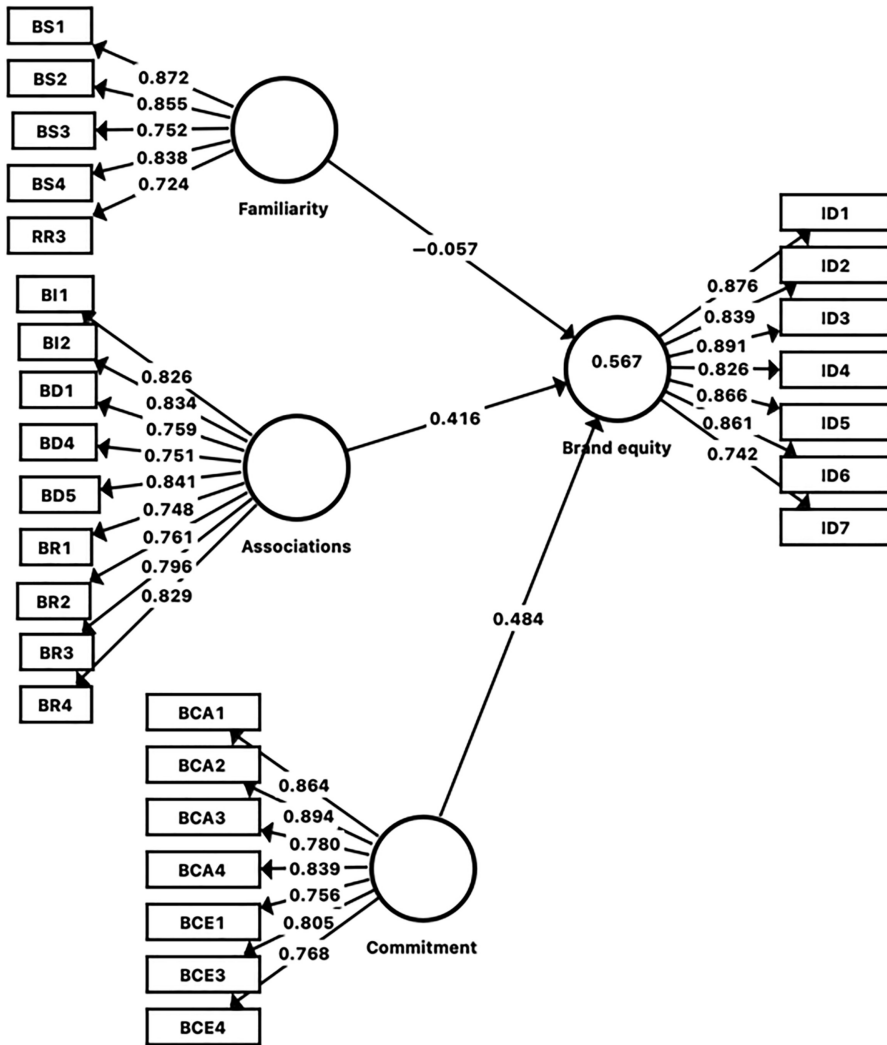 BS1
BS2
BS3
BS4
RR3
0.872
0.855
0.752
0.838
0.724
Familiarity
−0.057
BI1
BI2
BD1
BD4
BD5
BR1
BR2
BR3
BR4
0.826
0.834
0.759
0.751
0.841
0.748
0.761
0.796
0.829
Associations
0.416
BCA1
BCA2
BCA3
BCA4
BCE1
BCE3
BCE4
0.864
0.894
0.780
0.839
0.756
0.805
0.768
Commitment
0.484
0.567
Brand equity
0.876
0.839
0.891
0.826
0.866
0.861
0.742
ID1
ID2
ID3
ID4
ID5
ID6
ID7